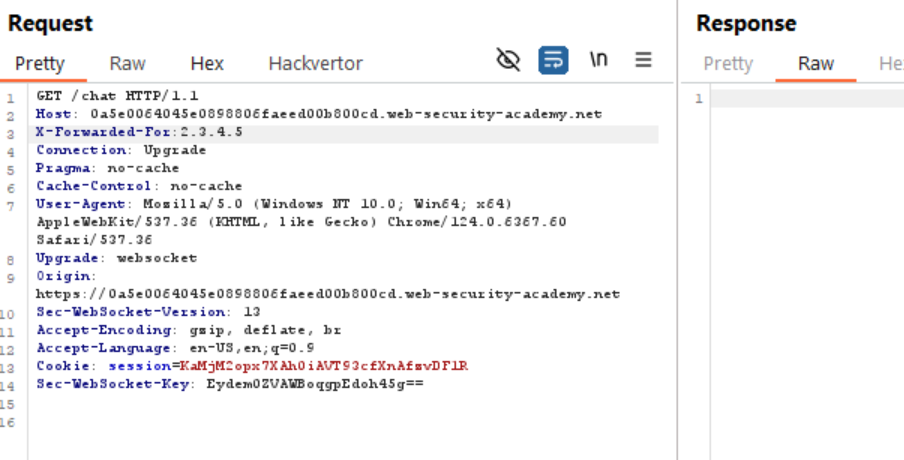 Request
Response
Pretty Raw Hex Hackvertor \n
Pretty Raw He
1 GET /chat HTTP/1.1
2 Host: 0a5e0064045e0898806faeed00b800cd.web-security-academy.net
3 X-Forwarded-For:2.3.4.5
4 Connection: Upgrade
5 Pragma: no-cache
6 Cache-Control: no-cache
7 User-Agent: Mozilla/5.0 (Windows NT 10.0; Win64; x64)
AppleWebKit/537.36 (KHTML, like Gecko) Chrome/124.0.6367.60
Safari/537.36
8 Upgrade: websocket
9 Origin:
https://0a5e0064045e0898806faeed00b800cd.web-security-academy.net
10 Sec-WebSocket-Version: 13
11 Accept-Encoding: gzip, deflate, br
12 Accept-Language: en-US,en;q=0.9
13 Cookie: session=KaMjM2opx7XAh0iAVT93cfXnAfzvDFlR
14 Sec-WebSocket-Key: Eydem0ZVAWBoqgpEdoh45g==
15
16
1